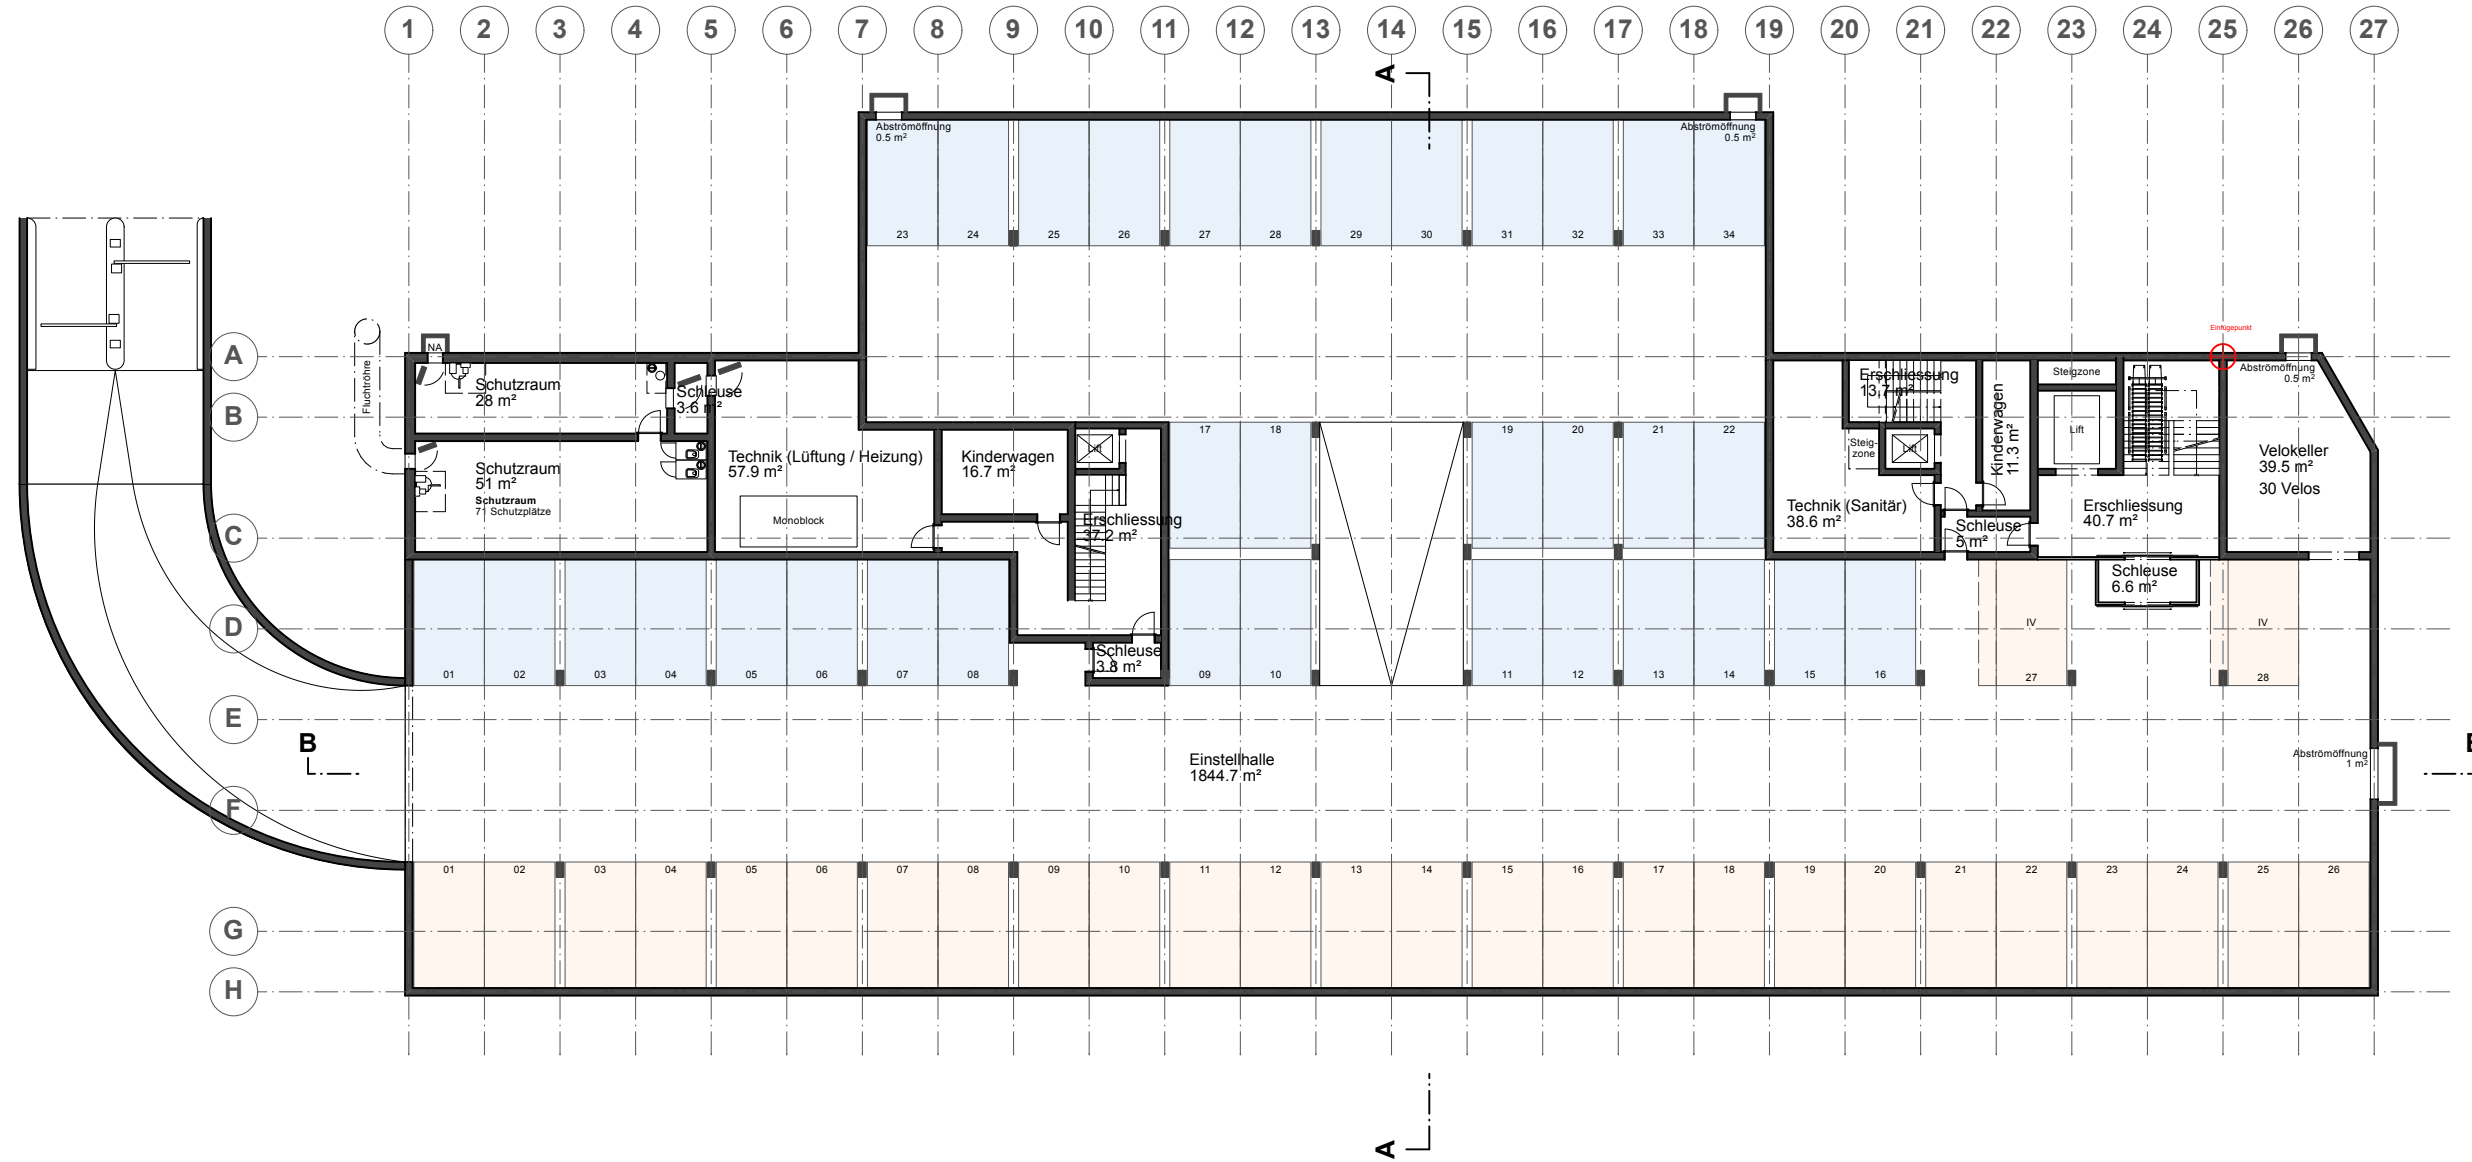 1 2 3 4 5 6 7 8 9 10 11 12 13 14 15 16 17 18 19 20 21 22 23 24 25 26 27
A
Abströmöffnung
0.5 m²
Abströmöffnung
0.5 m²
23 24 25 26 27 28 29 30 31 32 33 34
Einfügepunkt
A
NA
Fluchtröhre
Schutzraum
28 m²
Schleuse
3.6 m²
Erschliessung
13.7 m²
Steigzone
Abströmöffnung
0.5 m²
B
Kinderwagen
11.3 m²
17 18 19 20 21 22
Lift
Lift
Lift
Steig-
zone
Schutzraum
51 m²
Schutzraum
71 Schutzplätze
Technik (Lüftung / Heizung)
57.9 m²
Monoblock
Kinderwagen
16.7 m²
Erschliessung
37.2 m²
Technik (Sanitär)
38.6 m²
Schleuse
5 m²
Erschliessung
40.7 m²
Velokeller
39.5 m²
30 Velos
C
Schleuse
6.6 m²
D
IV IV
Schleuse
3.8 m²
01 02 03 04 05 06 07 08 09 10 11 12 13 14 15 16 27 28
E
B
Einstellhalle
1844.7 m²
Abströmöffnung
1 m²
F
01 02 03 04 05 06 07 08 09 10 11 12 13 14 15 16 17 18 19 20 21 22 23 24 25 26
G
H
A